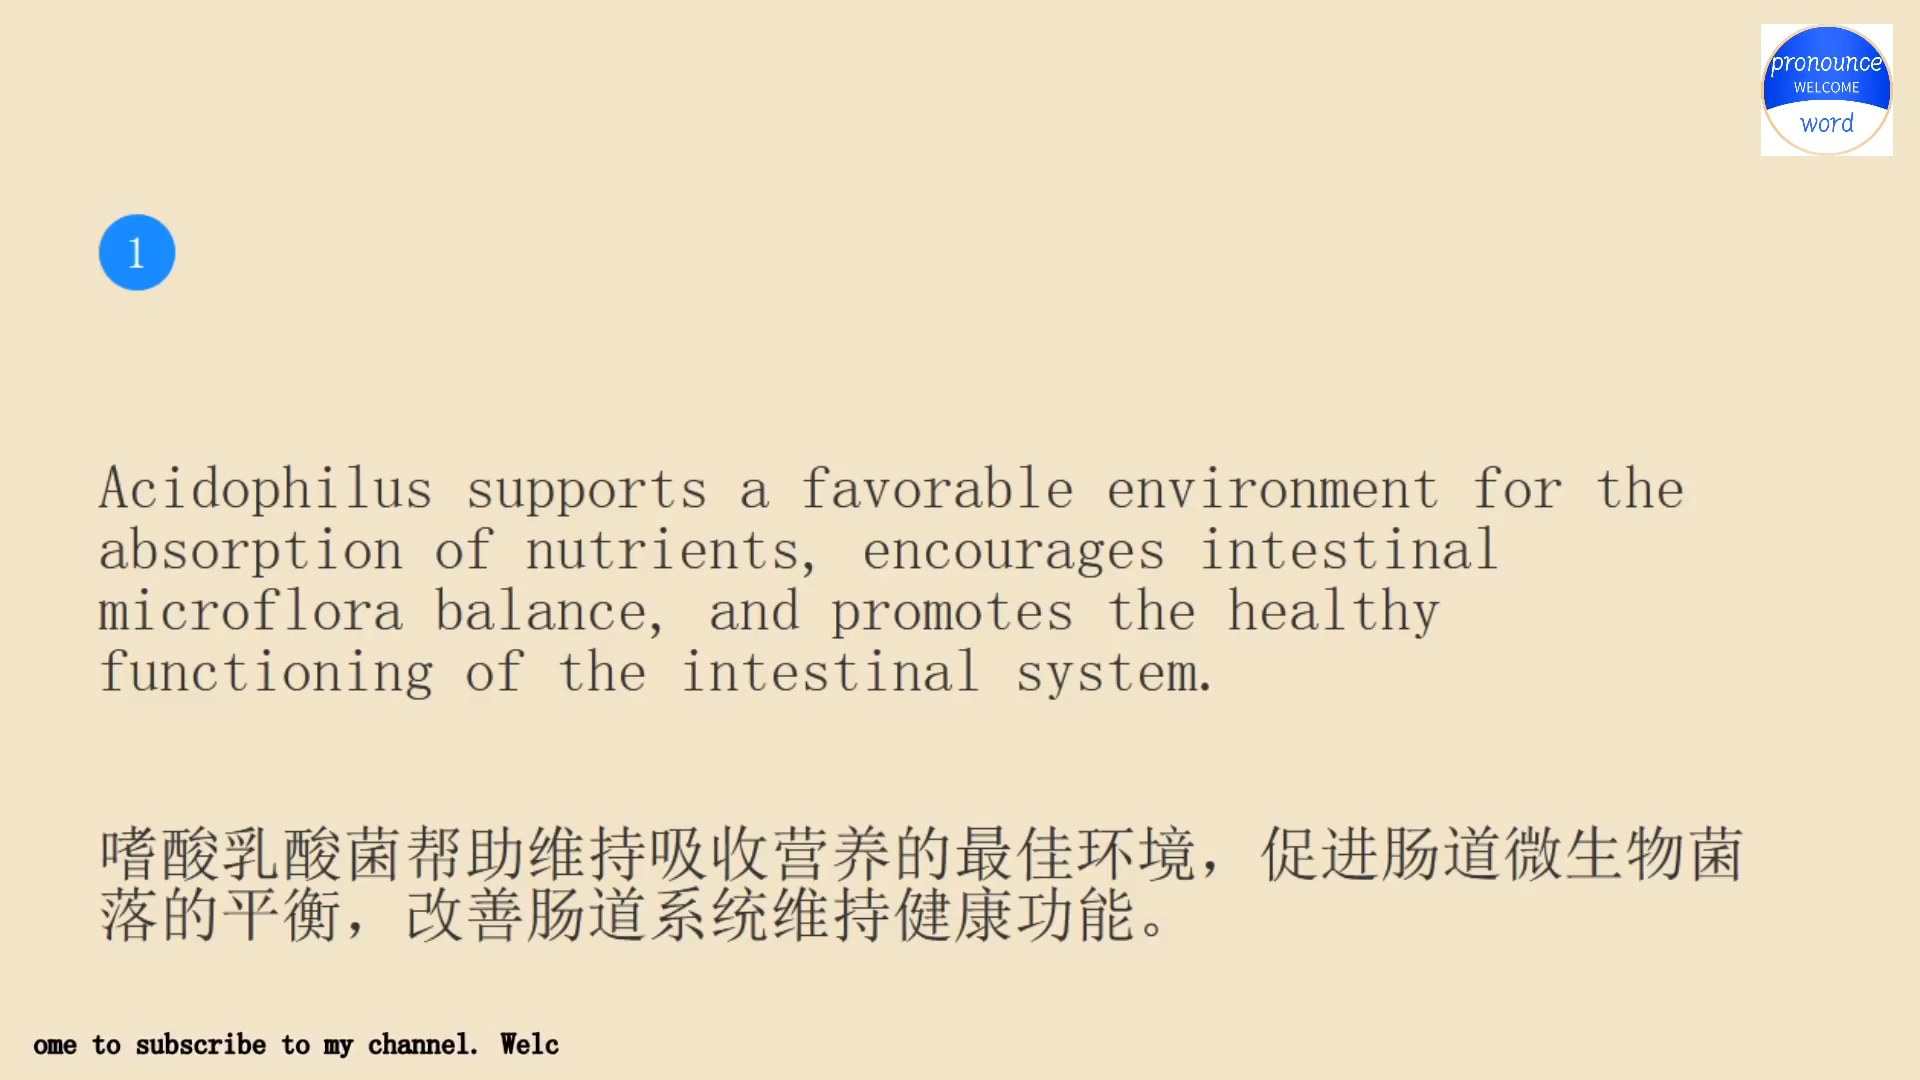 pronounce
WELCOME
word
1
Acidophilus supports a favorable environment for the
absorption of nutrients, encourages intestinal
microflora balance, and promotes the healthy
functioning of the intestinal system.
嗜酸乳酸菌帮助维持吸收营养的最佳环境，促进肠道微生物菌
落的平衡，改善肠道系统维持健康功能。
ome to subscribe to my channel. Welc